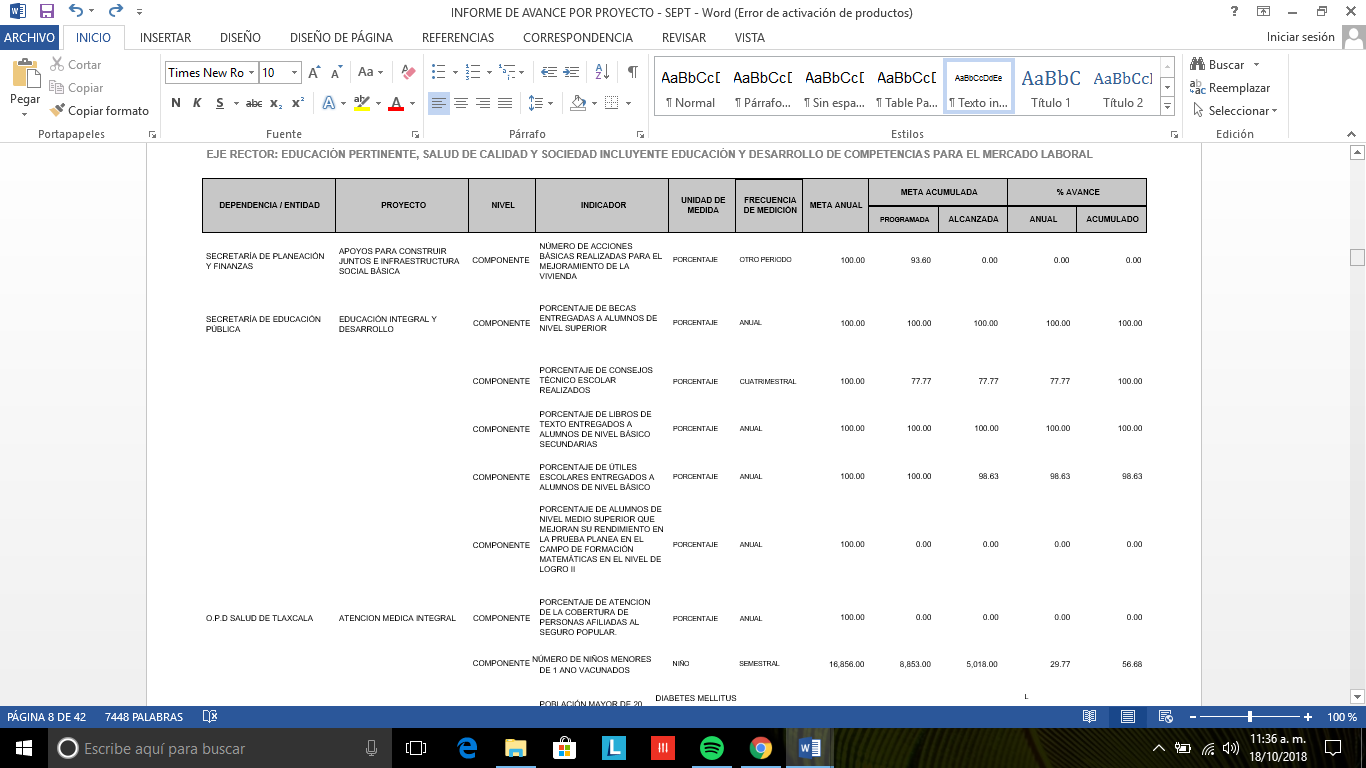 INFORME DE AVANCE POR PROYECTO - SEPT - Word (Error de activación de productos)
ARCHIVO INICIO INSERTAR DISEÑO DISEÑO DE PÁGINA REFERENCIAS CORRESPONDENCIA REVISAR VISTA Iniciar sesión
Pegar
Cortar
Copiar
Copiar formato
Portapapeles
Times New Ro 10
Aa
N K S abc x₂ x²
Fuente
Párrafo
AaBbCcD AaBbCcD AaBbCcD AaBbCcD AaBbCcDdEe AaBbC AaBbCcD
¶ Normal ¶ Párrafo... ¶ Sin espa... ¶ Table Pa... ¶ Texto in... Título 1 Título 2
Estilos
Buscar
Reemplazar
Seleccionar
Edición
EJE RECTOR: EDUCACIÓN PERTINENTE, SALUD DE CALIDAD Y SOCIEDAD INCLUYENTE EDUCACIÓN Y DESARROLLO DE COMPETENCIAS PARA EL MERCADO LABORAL
DEPENDENCIA / ENTIDAD PROYECTO NIVEL INDICADOR UNIDAD DE MEDIDA FRECUENCIA DE MEDICIÓN META ANUAL META ACUMULADA % AVANCE
PROGRAMADA ALCANZADA ANUAL ACUMULADO
SECRETARÍA DE PLANEACIÓN
Y FINANZAS
APOYOS PARA CONSTRUIR
JUNTOS E INFRAESTRUCTURA
SOCIAL BÁSICA
COMPONENTE
NÚMERO DE ACCIONES
BÁSICAS REALIZADAS PARA EL
MEJORAMIENTO DE LA
VIVIENDA
PORCENTAJE OTRO PERIODO 100.00 93.60 0.00 0.00 0.00
SECRETARÍA DE EDUCACIÓN
PÚBLICA
EDUCACIÓN INTEGRAL Y
DESARROLLO
COMPONENTE
PORCENTAJE DE BECAS
ENTREGADAS A ALUMNOS DE
NIVEL SUPERIOR
PORCENTAJE ANUAL 100.00 100.00 100.00 100.00 100.00
COMPONENTE
PORCENTAJE DE CONSEJOS
TÉCNICO ESCOLAR
REALIZADOS
PORCENTAJE CUATRIMESTRAL 100.00 77.77 77.77 77.77 100.00
COMPONENTE
PORCENTAJE DE LIBROS DE
TEXTO ENTREGADOS A
ALUMNOS DE NIVEL BÁSICO
SECUNDARIAS
PORCENTAJE ANUAL 100.00 100.00 100.00 100.00 100.00
COMPONENTE
PORCENTAJE DE ÚTILES
ESCOLARES ENTREGADOS A
ALUMNOS DE NIVEL BÁSICO
PORCENTAJE ANUAL 100.00 100.00 98.63 98.63 98.63
COMPONENTE
PORCENTAJE DE ALUMNOS DE
NIVEL MEDIO SUPERIOR QUE
MEJORAN SU RENDIMIENTO EN
LA PRUEBA PLANEA EN EL
CAMPO DE FORMACIÓN
MATEMÁTICAS EN EL NIVEL DE
LOGRO II
PORCENTAJE ANUAL 100.00 0.00 0.00 0.00 0.00
O.P.D SALUD DE TLAXCALA ATENCION MEDICA INTEGRAL COMPONENTE
PORCENTAJE DE ATENCION
DE LA COBERTURA DE
PERSONAS AFILIADAS AL
SEGURO POPULAR.
PORCENTAJE ANUAL 100.00 0.00 0.00 0.00 0.00
COMPONENTE
NÚMERO DE NIÑOS MENORES
DE 1 ANO VACUNADOS
NIÑO SEMESTRAL 16,856.00 8,853.00 5,018.00 29.77 56.68
POBLACIÓN MAYOR DE 20
DIABETES MELLITUS
L
PÁGINA 8 DE 42 7448 PALABRAS 100 %
Escribe aquí para buscar
11:36 a. m.
18/10/2018